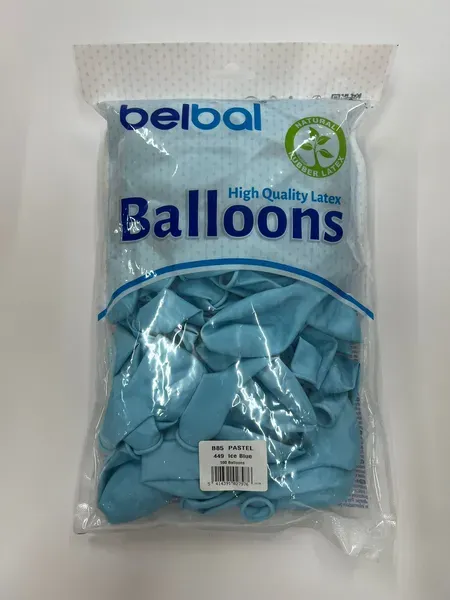 belbal
NATURAL
RUBBER LATEX
High Quality Latex
Balloons
B85 PASTEL
449 Ice Blue
100 Balloons